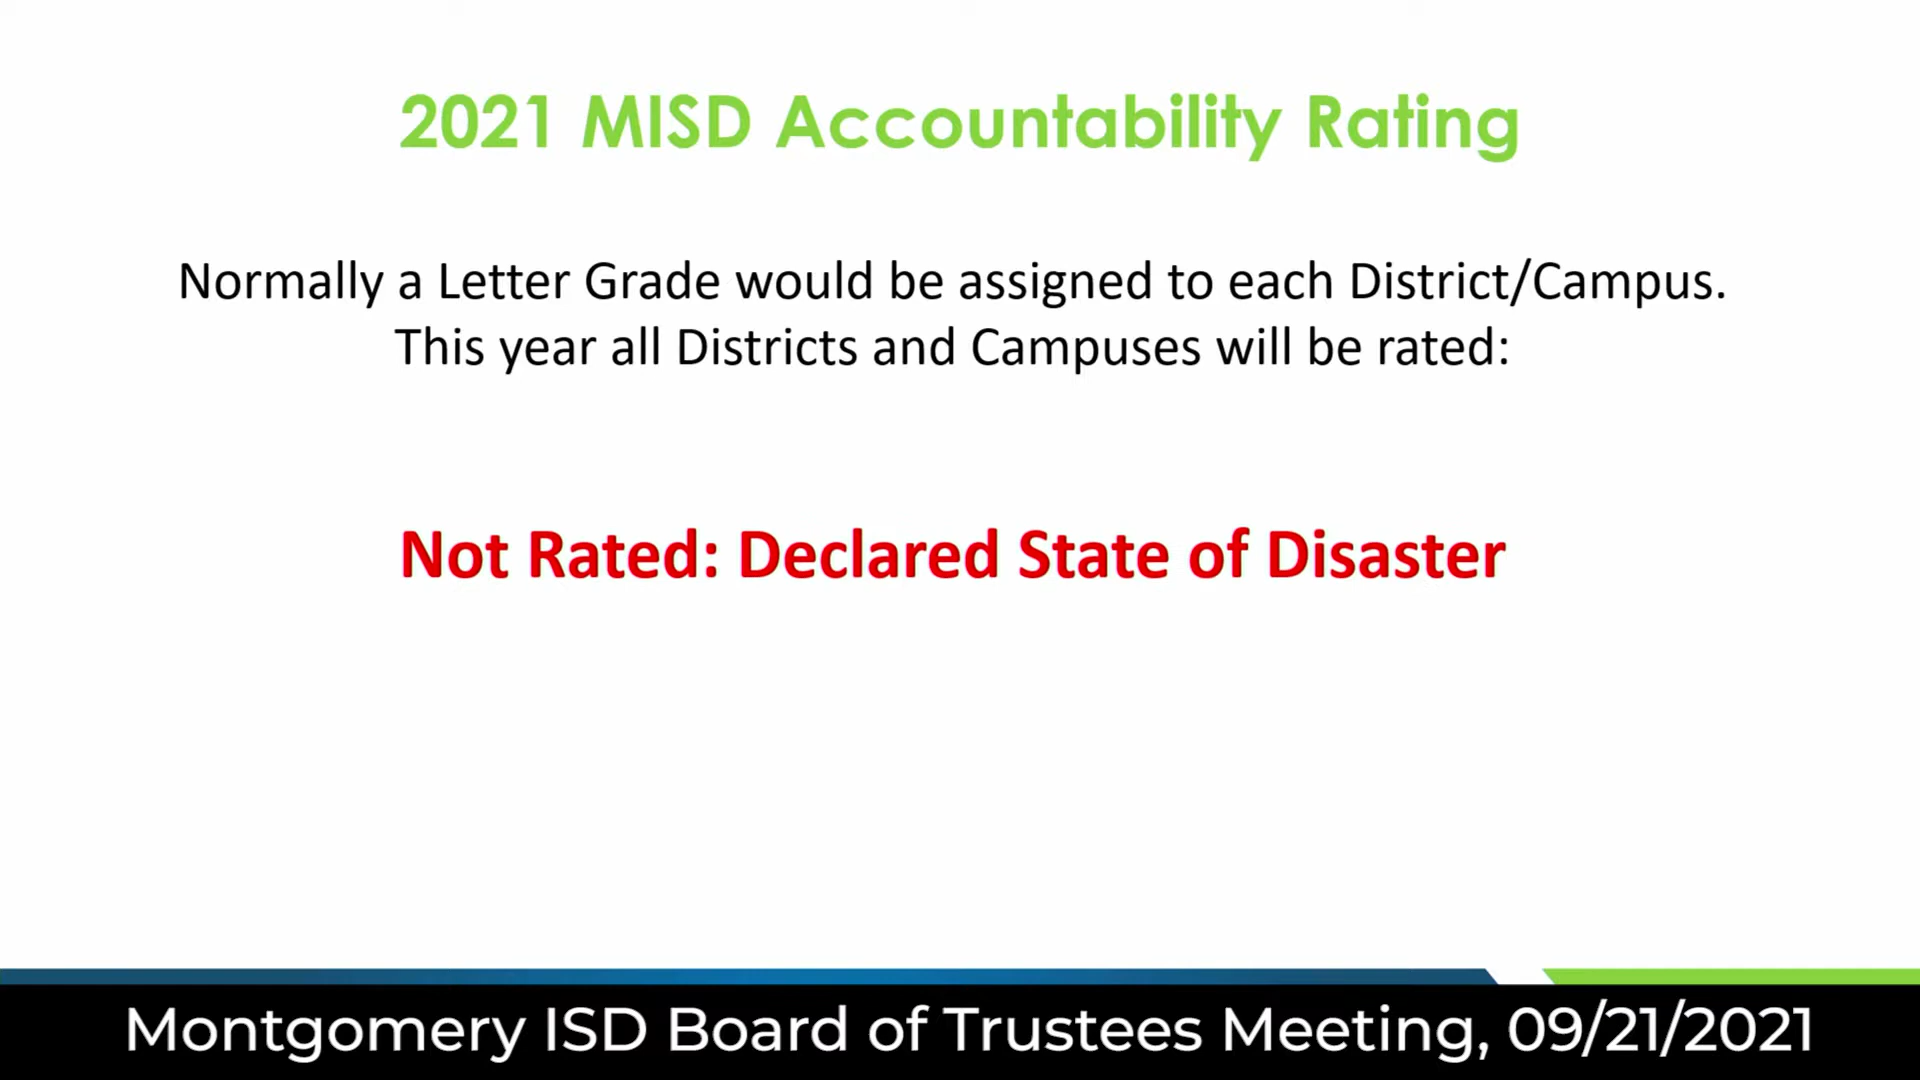 2021 MISD Accountability Rating
Normally a Letter Grade would be assigned to each District/Campus.
This year all Districts and Campuses will be rated:
Not Rated: Declared State of Disaster
Montgomery ISD Board of Trustees Meeting, 09/21/2021